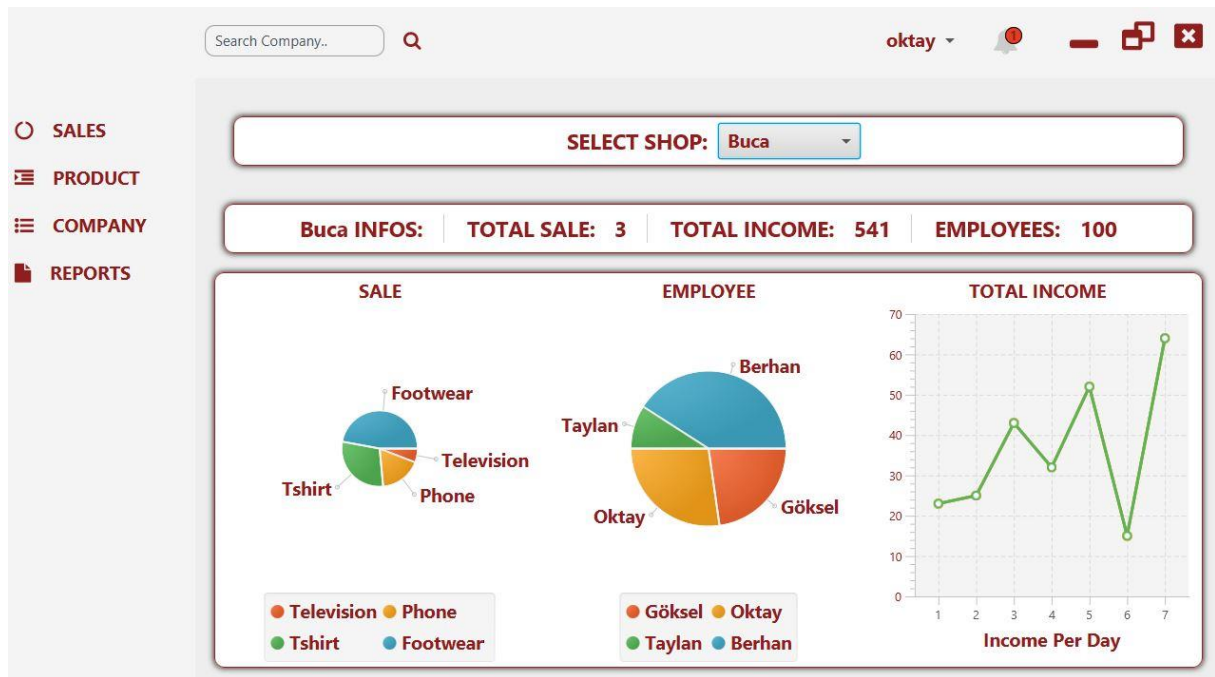 Search Company..
oktay
1
SALES
PRODUCT
COMPANY
REPORTS
SELECT SHOP: Buca
Buca INFOS: TOTAL SALE: 3 TOTAL INCOME: 541 EMPLOYEES: 100
SALE
Footwear
Television
Tshirt
Phone
Television Phone
Tshirt Footwear
EMPLOYEE
Berhan
Taylan
Göksel
Oktay
Göksel Oktay
Taylan Berhan
TOTAL INCOME
70
60
50
40
30
20
10
0
1 2 3 4 5 6 7
Income Per Day